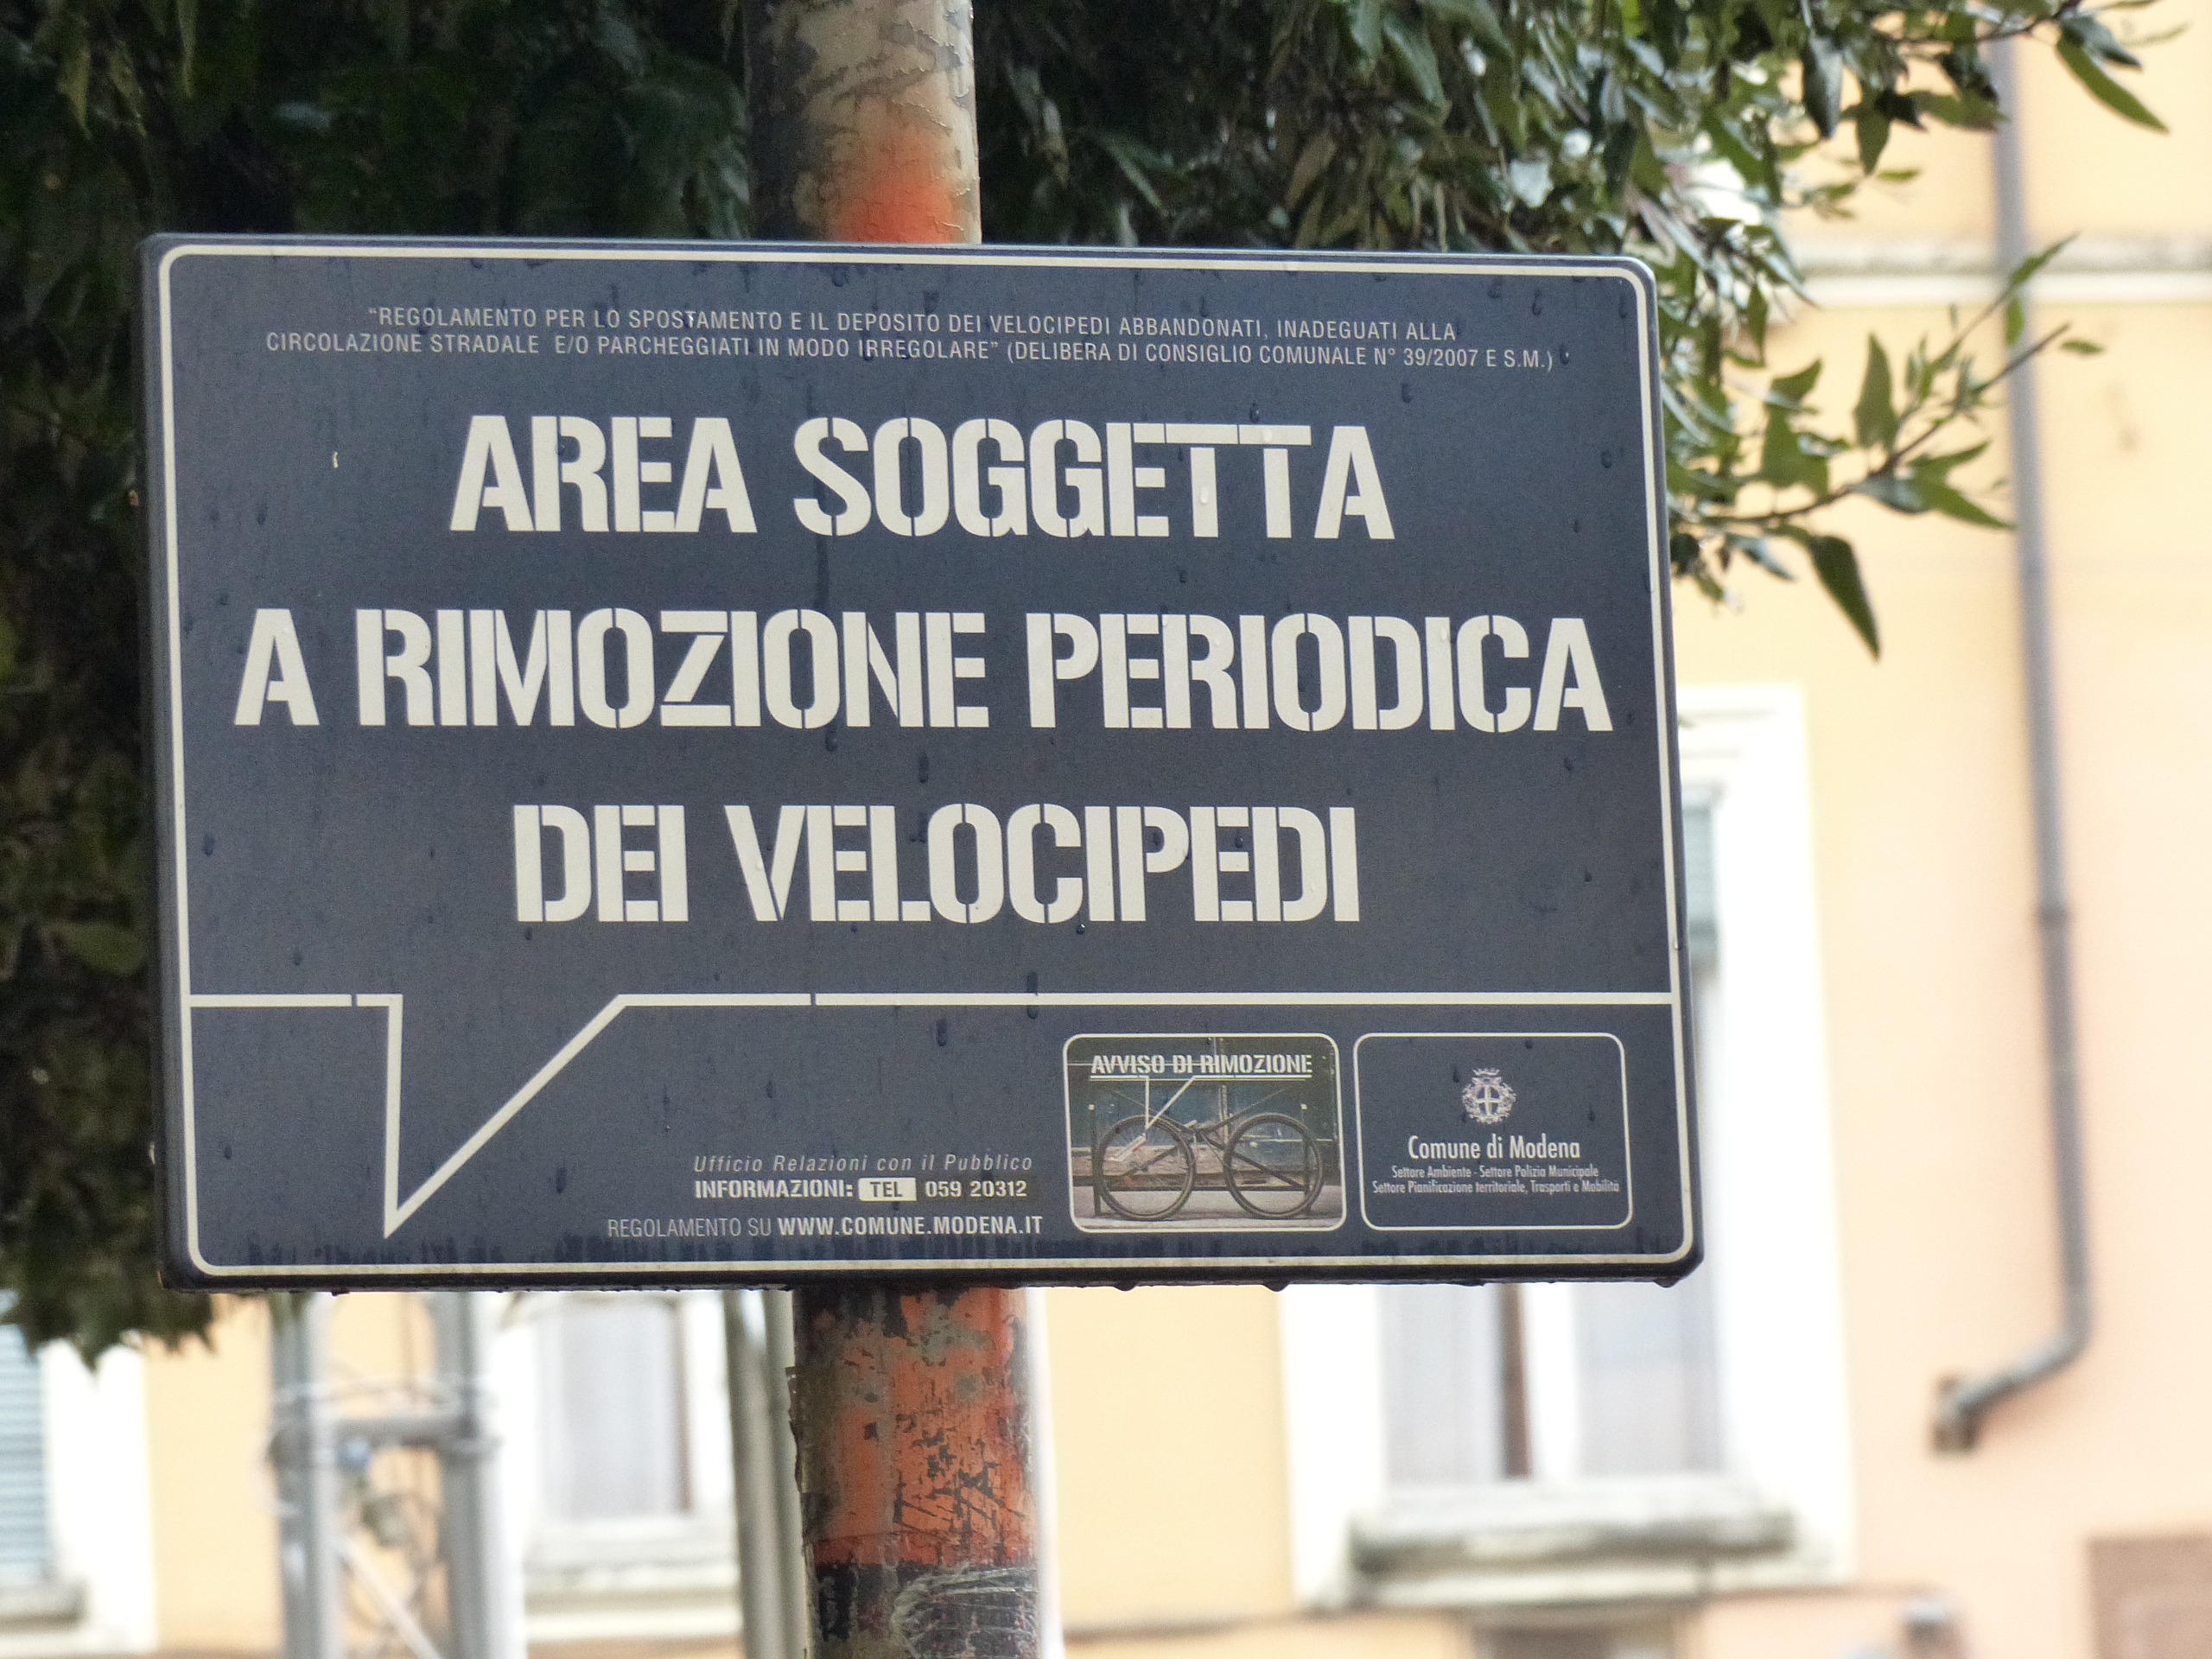 "REGOLAMENTO PER LO SPOSTAMENTO E IL DEPOSITO DEI VELOCIPEDI ABBANDONATI, INADEGUATI ALLA
CIRCOLAZIONE STRADALE E/O PARCHEGGIATI IN MODO IRREGOLARE" (DELIBERA DI CONSIGLIO COMUNALE N° 39/2007 E S.M.)
AREA SOGGETTA
A RIMOZIONE PERIODICA
DEI VELOCIPEDI
Ufficio Relazioni con il Pubblico
INFORMAZIONI: TEL 059 20312
REGOLAMENTO SU WWW.COMUNE.MODENA.IT
AVVISO DI RIMOZIONE
Comune di Modena
Settore Ambiente - Settore Polizia Municipale
Settore Pianificazione territoriale, Trasporti e Mobilità